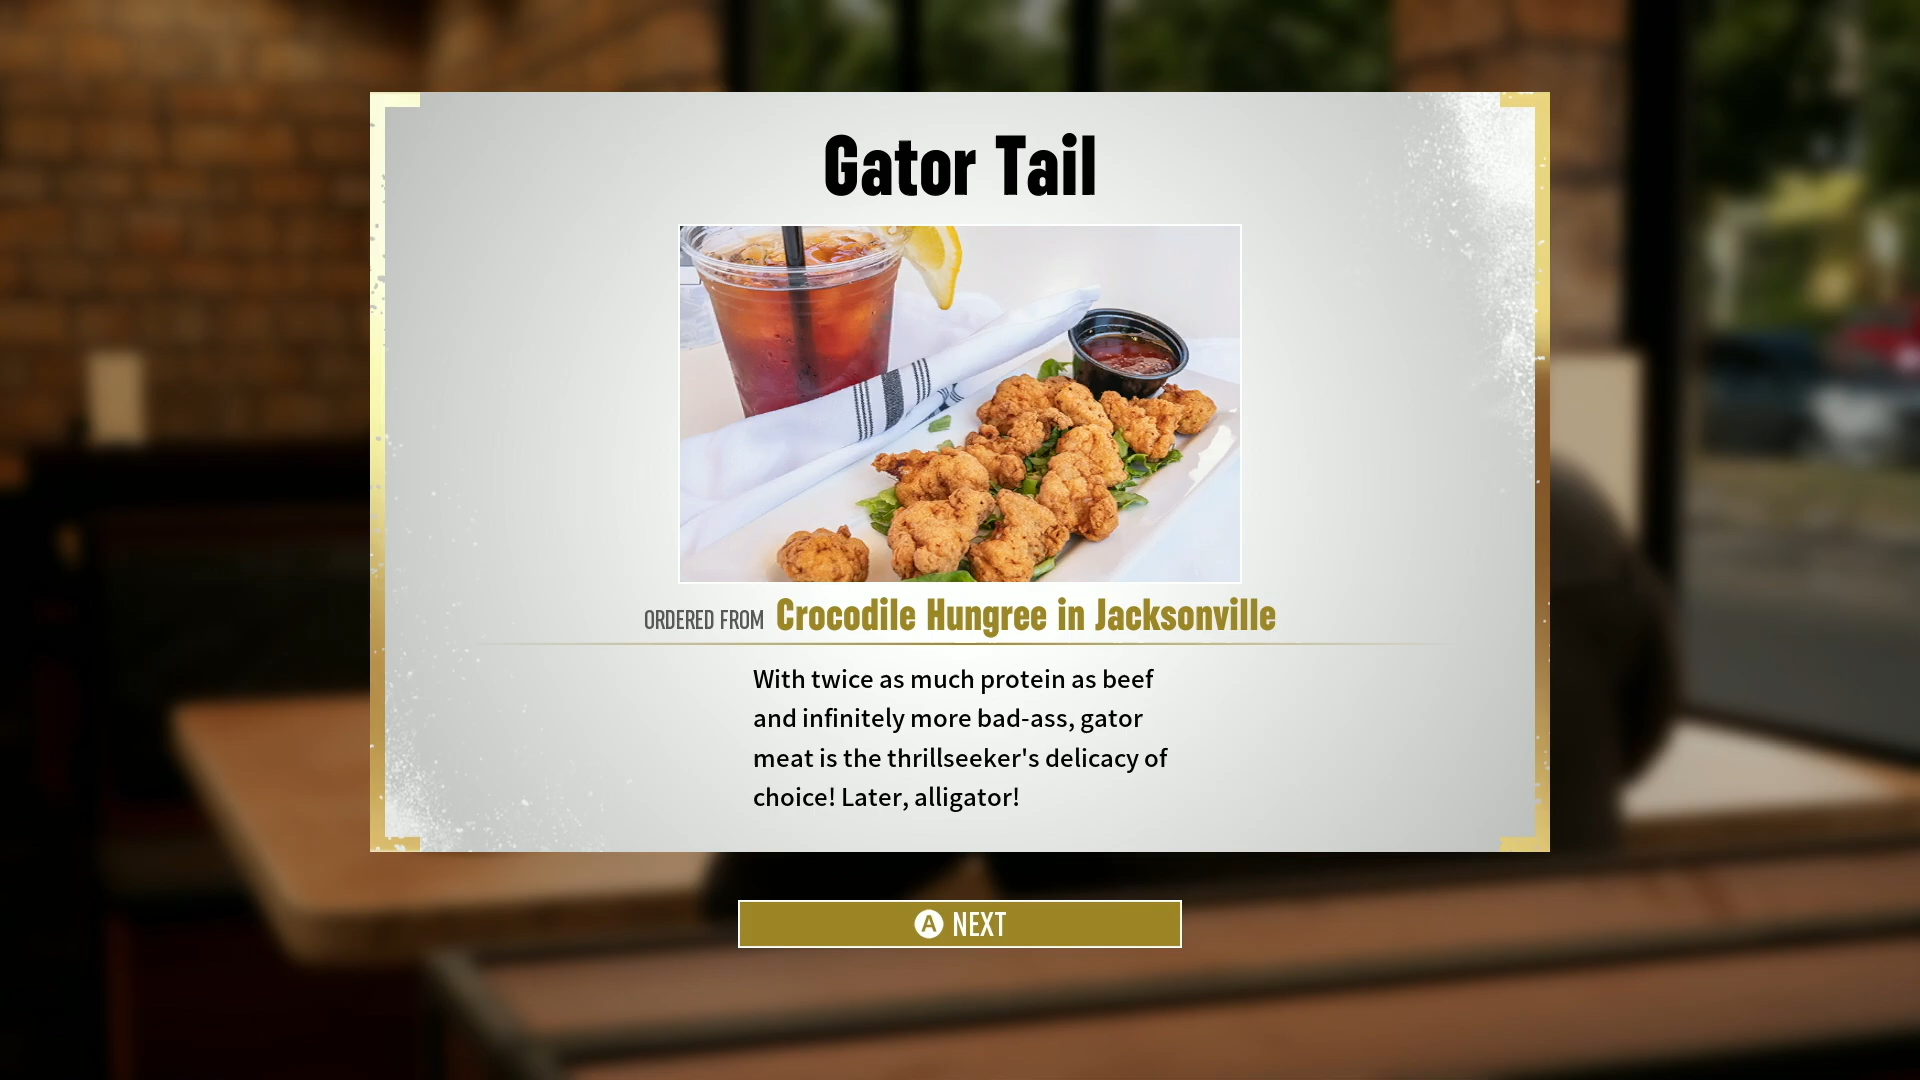 Gator Tail
ORDERED FROM Crocodile Hungree in Jacksonville
With twice as much protein as beef
and infinitely more bad-ass, gator
meat is the thrillseeker's delicacy of
choice! Later, alligator!
A NEXT